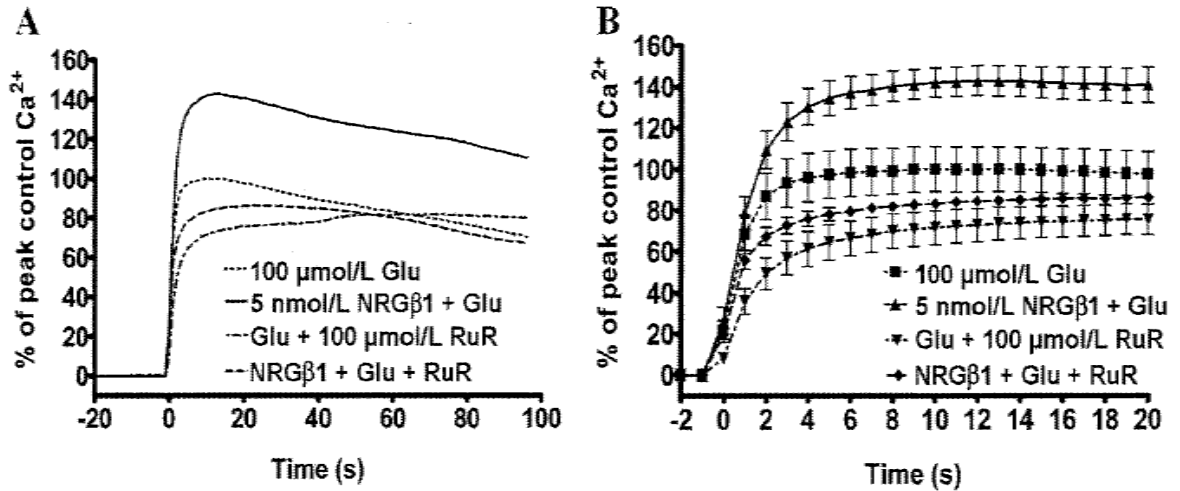 A
% of peak control Ca²⁺
160
140
120
100
80
60
40
20
0
-20 0 20 40 60 80 100
Time (s)
100 µmol/L Glu
5 nmol/L NRGβ1 + Glu
Glu + 100 µmol/L RuR
NRGβ1 + Glu + RuR
B
% of peak control Ca²⁺
160
140
120
100
80
60
40
20
0
-2 0 2 4 6 8 10 12 14 16 18 20
Time (s)
100 µmol/L Glu
5 nmol/L NRGβ1 + Glu
Glu + 100 µmol/L RuR
NRGβ1 + Glu + RuR